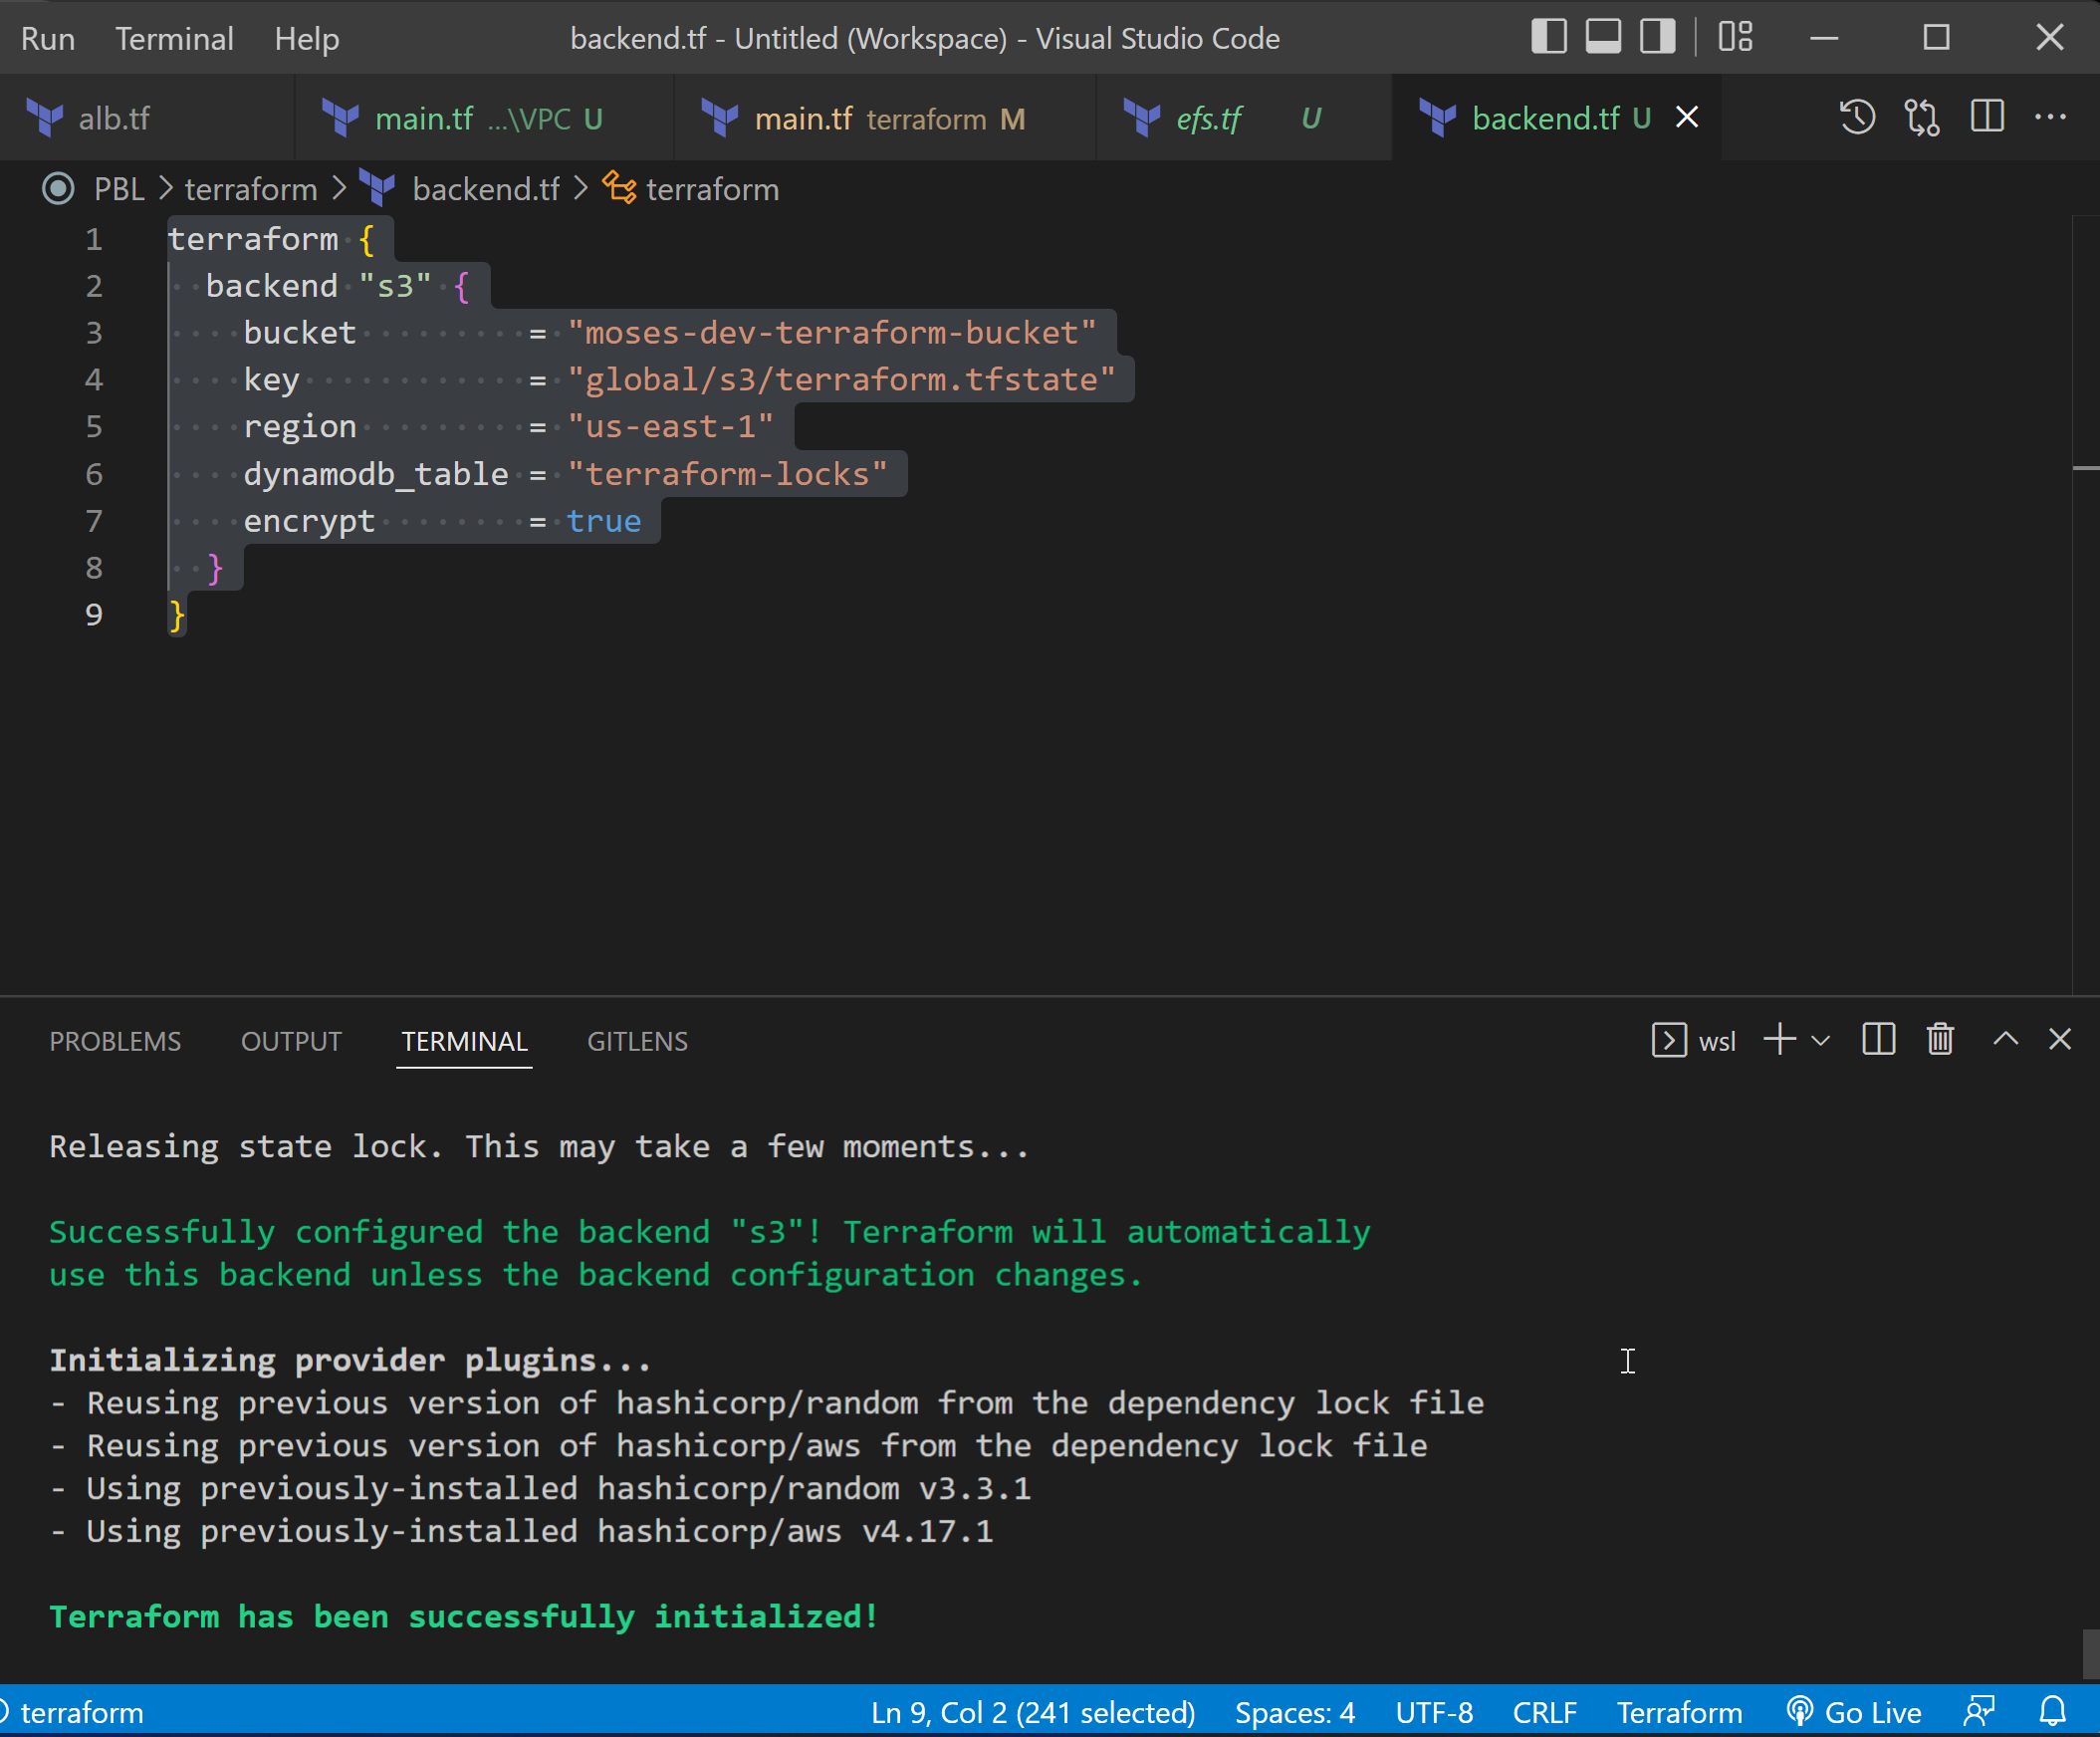 Run Terminal Help backend.tf - Untitled (Workspace) - Visual Studio Code
alb.tf main.tf ...\VPC U main.tf terraform M efs.tf U backend.tf U
PBL > terraform > backend.tf > terraform
1 terraform {
2 backend "s3" {
3 bucket = "moses-dev-terraform-bucket"
4 key = "global/s3/terraform.tfstate"
5 region = "us-east-1"
6 dynamodb_table = "terraform-locks"
7 encrypt = true
8 }
9 }
PROBLEMS OUTPUT TERMINAL GITLENS wsl
Releasing state lock. This may take a few moments...
Successfully configured the backend "s3"! Terraform will automatically
use this backend unless the backend configuration changes.
Initializing provider plugins...
- Reusing previous version of hashicorp/random from the dependency lock file
- Reusing previous version of hashicorp/aws from the dependency lock file
- Using previously-installed hashicorp/random v3.3.1
- Using previously-installed hashicorp/aws v4.17.1
Terraform has been successfully initialized!
terraform Ln 9, Col 2 (241 selected) Spaces: 4 UTF-8 CRLF Terraform Go Live